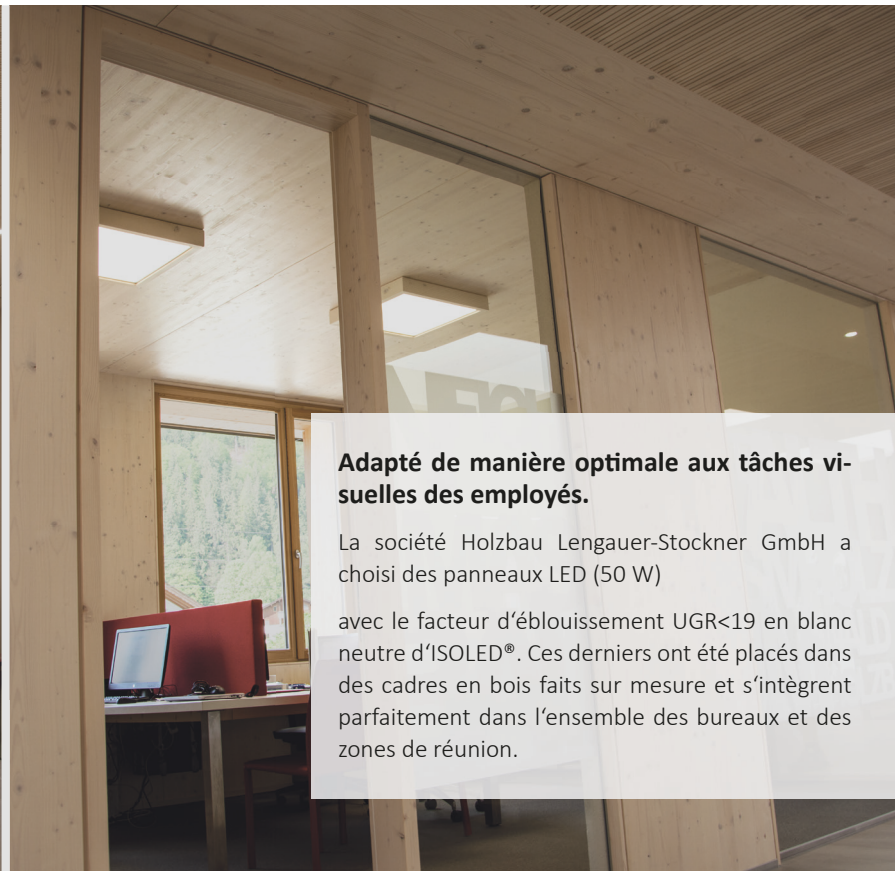 Adapté de manière optimale aux tâches vi-
suelles des employés.
La société Holzbau Lengauer-Stockner GmbH a
choisi des panneaux LED (50 W)
avec le facteur d‘éblouissement UGR<19 en blanc
neutre d‘ISOLED®. Ces derniers ont été placés dans
des cadres en bois faits sur mesure et s‘intègrent
parfaitement dans l‘ensemble des bureaux et des
zones de réunion.